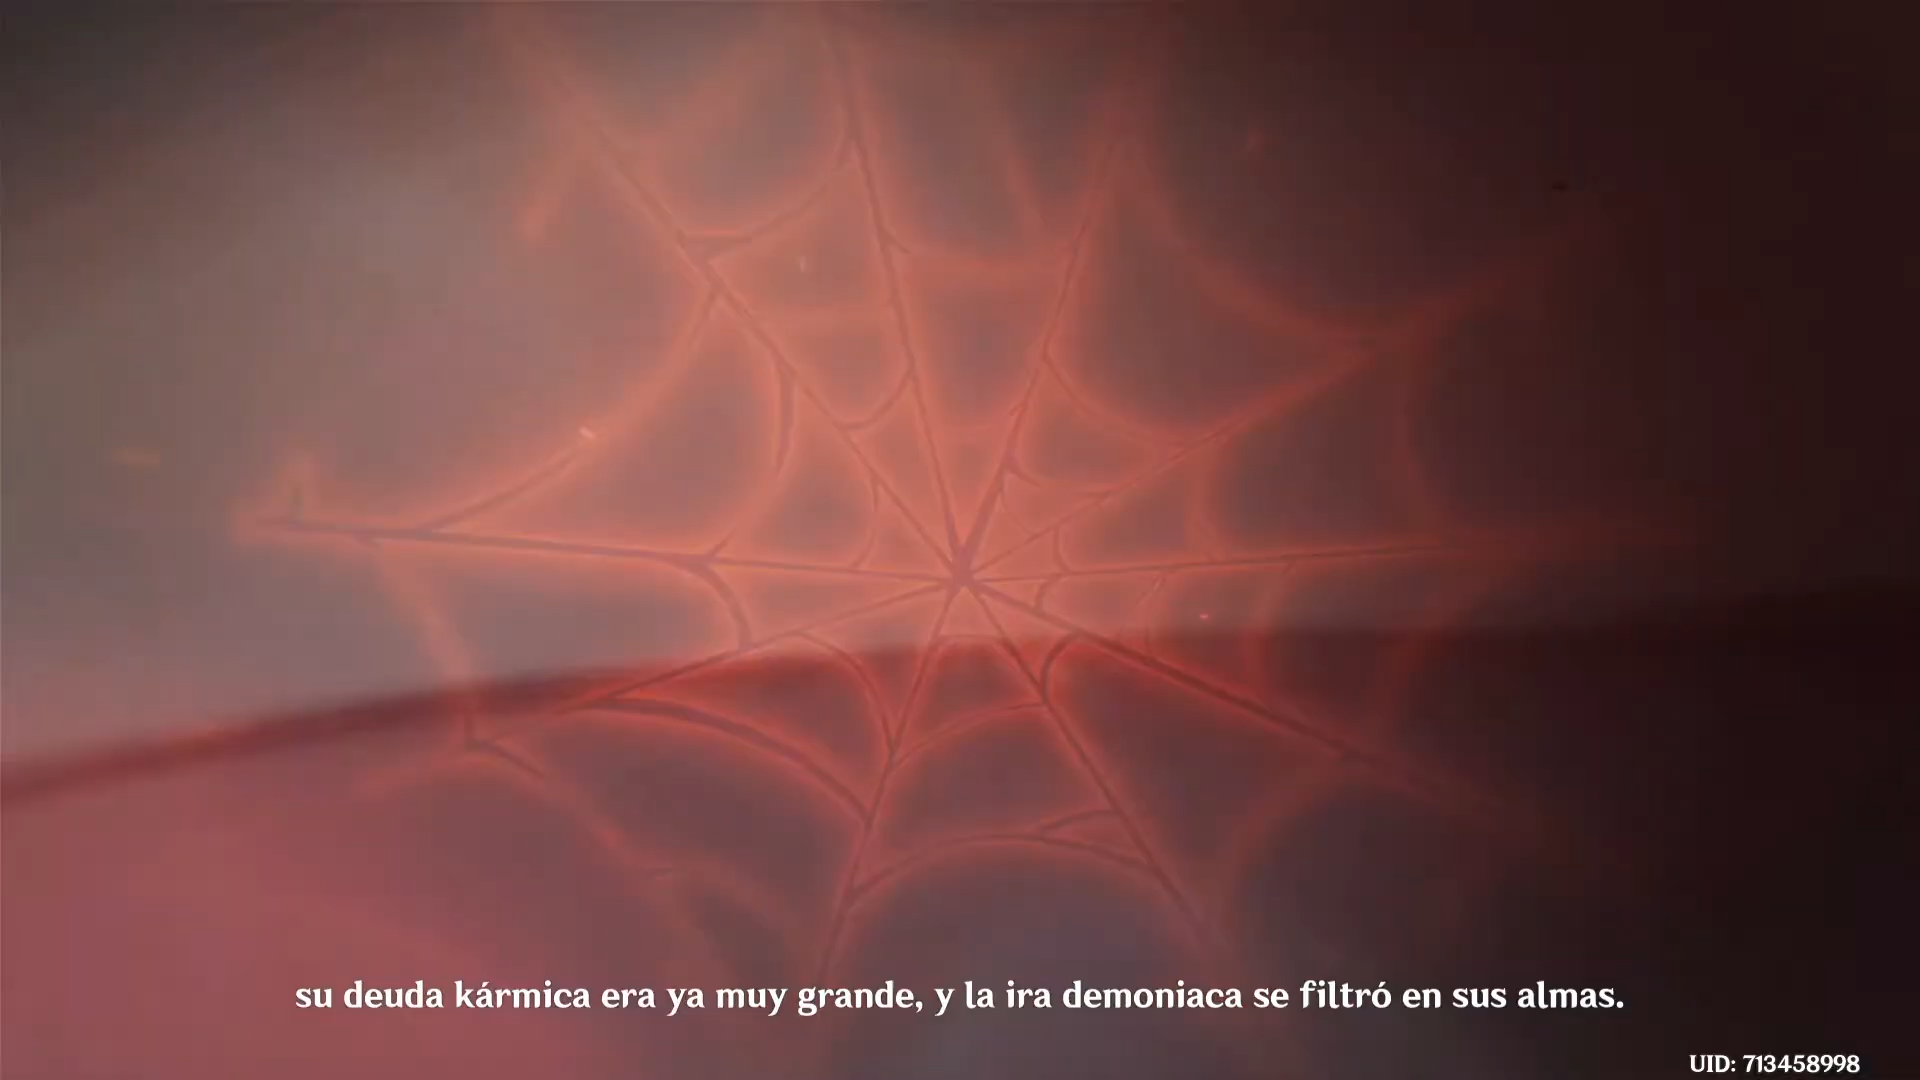 su deuda kármica era ya muy grande, y la ira demoniaca se filtró en sus almas.
UID: 713458998